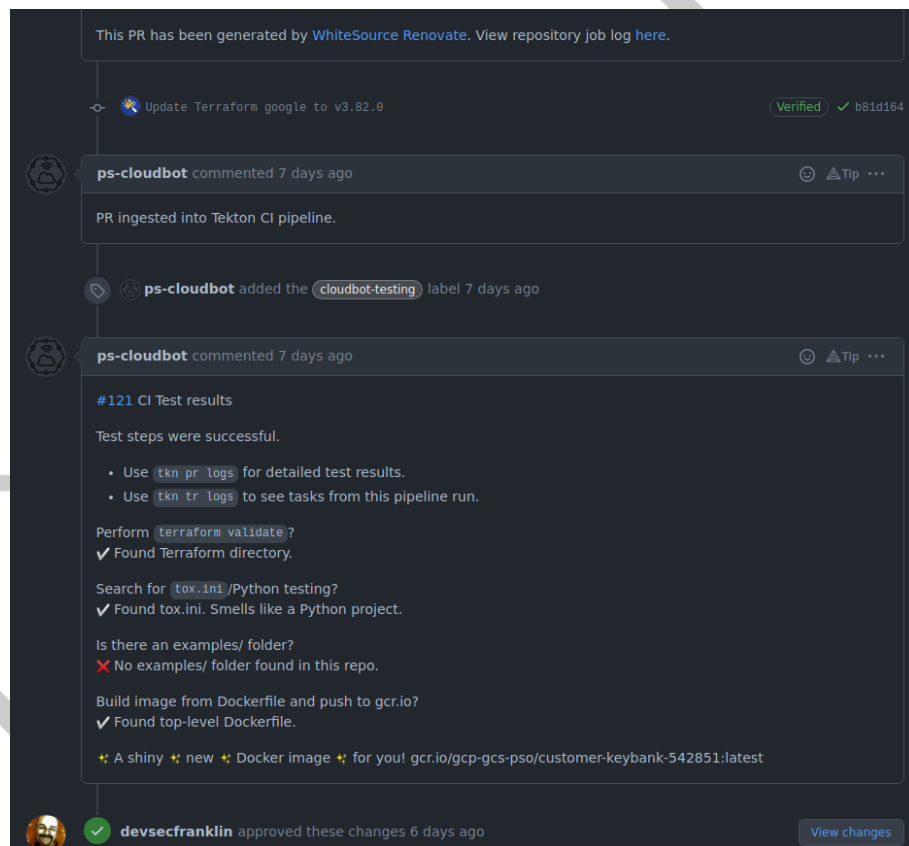 This PR has been generated by WhiteSource Renovate. View repository job log here.
Update Terraform google to v3.82.0 Verified b81d164
ps-cloudbot commented 7 days ago Tip
PR ingested into Tekton CI pipeline.
ps-cloudbot added the cloudbot-testing label 7 days ago
ps-cloudbot commented 7 days ago Tip
#121 CI Test results
Test steps were successful.
• Use tkn pr logs for detailed test results.
• Use tkn tr logs to see tasks from this pipeline run.
Perform terraform validate?
✔ Found Terraform directory.
Search for tox.ini/Python testing?
✔ Found tox.ini. Smells like a Python project.
Is there an examples/ folder?
❌ No examples/ folder found in this repo.
Build image from Dockerfile and push to gcr.io?
✔ Found top-level Dockerfile.
✨ A shiny ✨ new ✨ Docker image ✨ for you! gcr.io/gcp-gcs-pso/customer-keybank-542851:latest
devsecfranklin approved these changes 6 days ago View changes